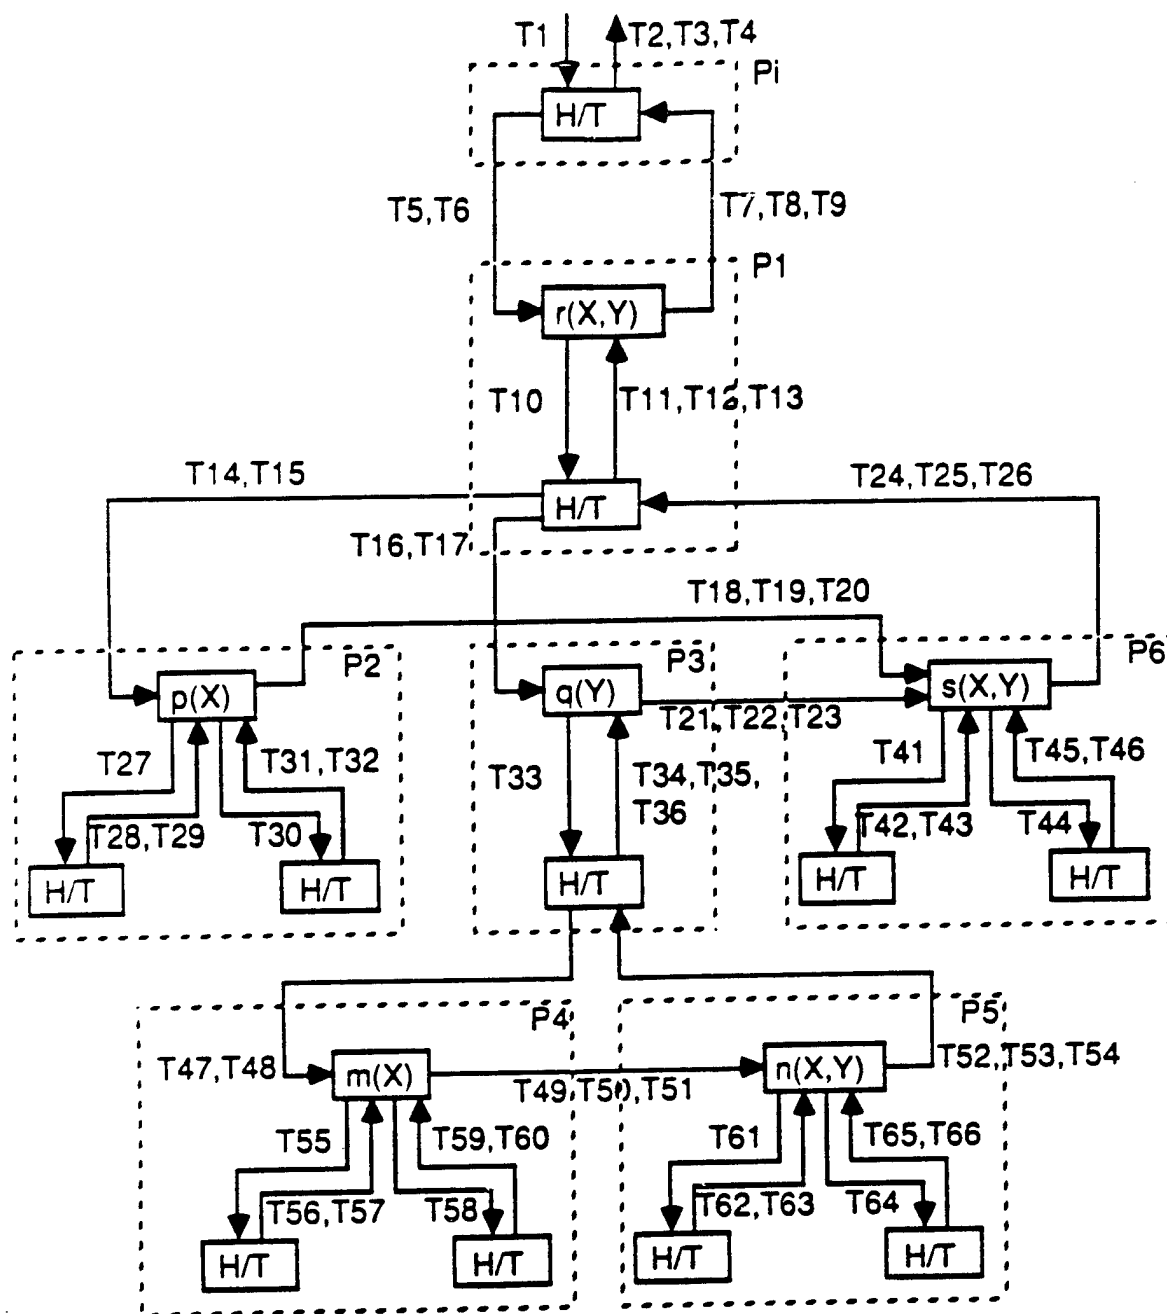 T1
T2,T3,T4
Pi
H/T
T5,T6
T7,T8,T9
P1
r(X,Y)
T10
T11,T12,T13
T14,T15
T24,T25,T26
H/T
T16,T17
T18,T19,T20
P2
P3
P6
p(X)
q(Y)
s(X,Y)
T21,T22,T23
T27
T31,T32
T33
T34,T35,
T36
T41
T45,T46
T28,T29
T30
T42,T43
T44
H/T
H/T
H/T
H/T
H/T
P4
P5
T47,T48
m(X)
T49,T50,T51
n(X,Y)
T52,T53,T54
T55
T59,T60
T61
T65,T66
T56,T57
T58
T62,T63
T64
H/T
H/T
H/T
H/T